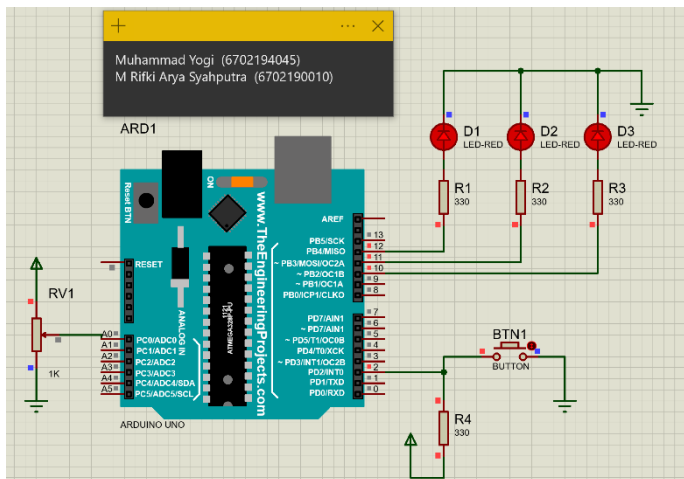 Muhammad Yogi (6702194045)
M Rifki Arya Syahputra (6702190010)
ARD1
Reset BTN
ON
www.TheEngineeringProjects.com
RESET
ANALOG IN
ATMEGA328P-PU
1121
A0 PC0/ADC0
A1 PC1/ADC1
A2 PC2/ADC2
A3 PC3/ADC3
A4 PC4/ADC4/SDA
A5 PC5/ADC5/SCL
ARDUINO UNO
AREF
PB5/SCK 13
PB4/MISO 12
~ PB3/MOSI/OC2A 11
~ PB2/OC1B 10
~ PB1/OC1A 9
PB0/ICP1/CLKO 8
PD7/AIN1 7
~ PD7/AIN1 6
~ PD5/T1/OC0B 5
PD4/T0/XCK 4
~ PD3/INT1/OC2B 3
PD2/INT0 2
PD1/TXD 1
PD0/RXD 0
RV1
1K
D1
LED-RED
D2
LED-RED
D3
LED-RED
R1
330
R2
330
R3
330
BTN1
BUTTON
R4
330